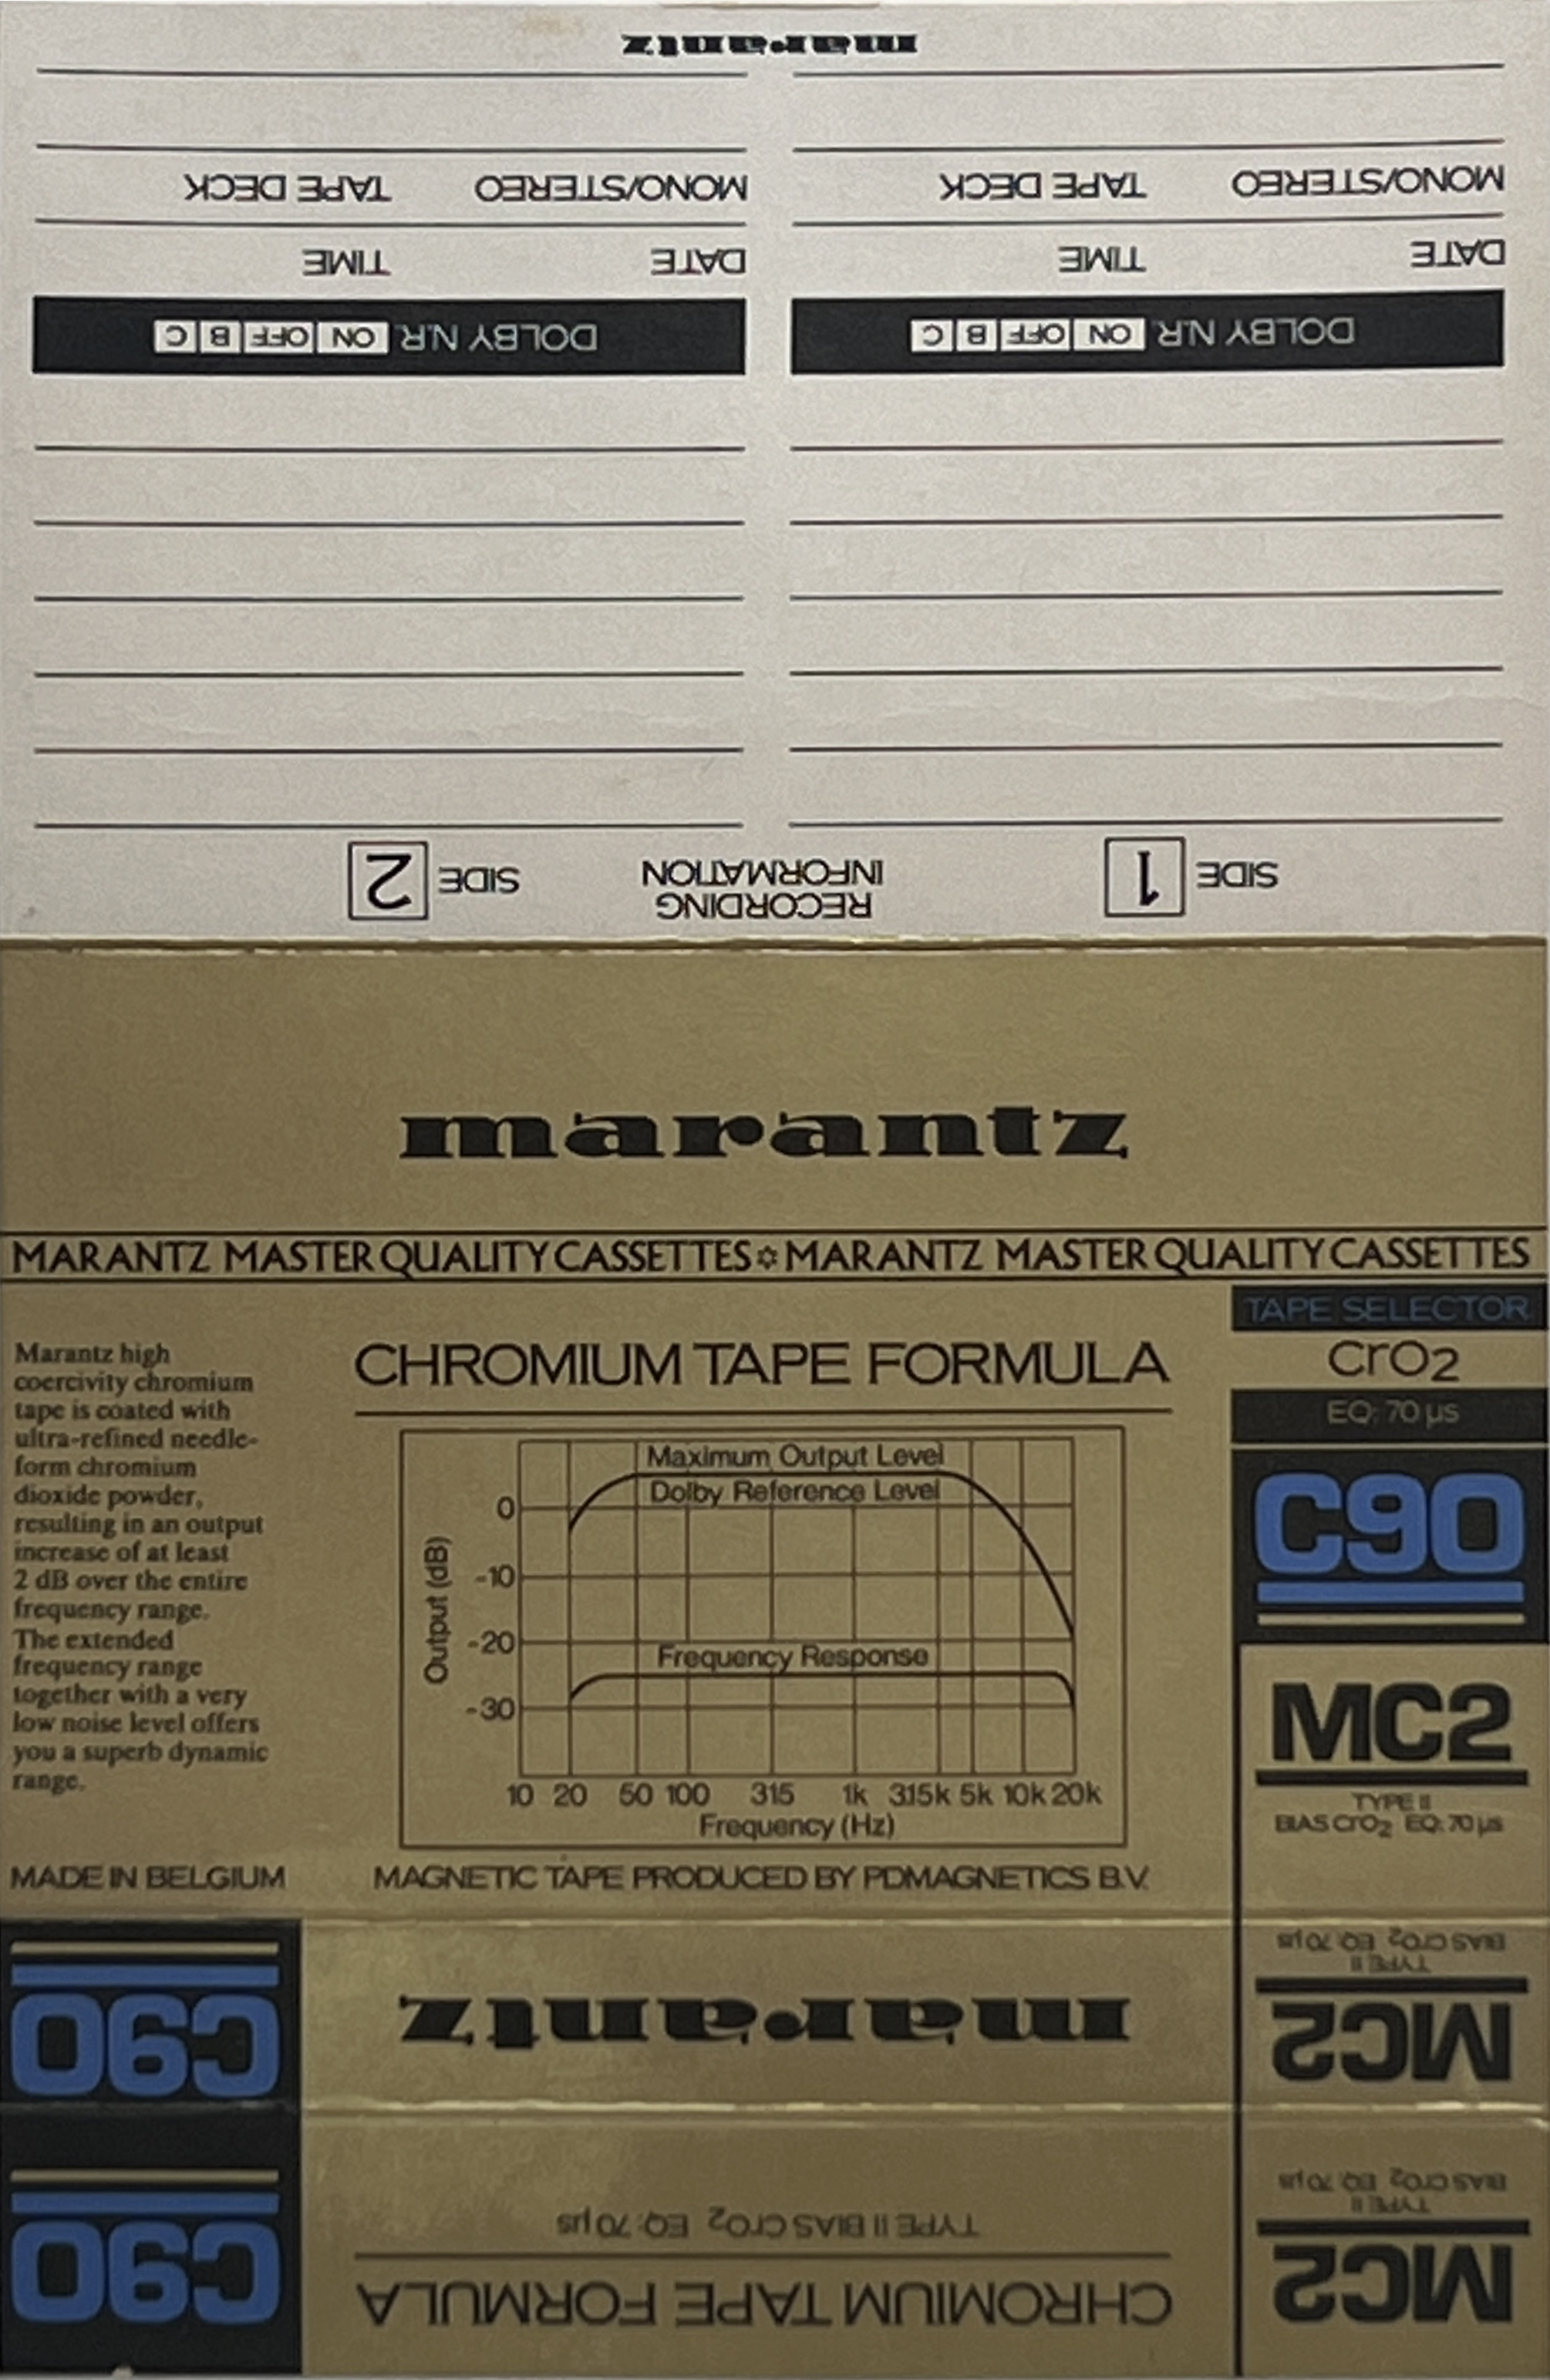 marantz
MONO/STEREO TAPE DECK MONO/STEREO TAPE DECK
DATE TIME DATE TIME
DOLBY N.R. ON OFF B C DOLBY N.R. ON OFF B C
SIDE 1 RECORDING INFORMATION SIDE 2
marantz
MARANTZ MASTER QUALITY CASSETTES ✡ MARANTZ MASTER QUALITY CASSETTES
Marantz high
coercivity chromium
tape is coated with
ultra-refined needle-
form chromium
dioxide powder,
resulting in an output
increase of at least
2 dB over the entire
frequency range.
The extended
frequency range
together with a very
low noise level offers
you a superb dynamic
range.
MADE IN BELGIUM
CHROMIUM TAPE FORMULA
Maximum Output Level
Dolby Reference Level
Frequency Response
Output (dB)
0
-10
-20
-30
10 20 50 100 315 1k 3.15k 5k 10k 20k
Frequency (Hz)
MAGNETIC TAPE PRODUCED BY PDMAGNETICS B.V.
TAPE SELECTOR
CrO2
EQ: 70 µs
C90
MC2
TYPE II
BIAS CrO2 EQ: 70 µs
C90
marantz
MC2
TYPE II
BIAS CrO2 EQ: 70 µs
C90
CHROMIUM TAPE FORMULA
TYPE II BIAS CrO2 EQ: 70 µs
MC2
TYPE II
BIAS CrO2 EQ: 70 µs